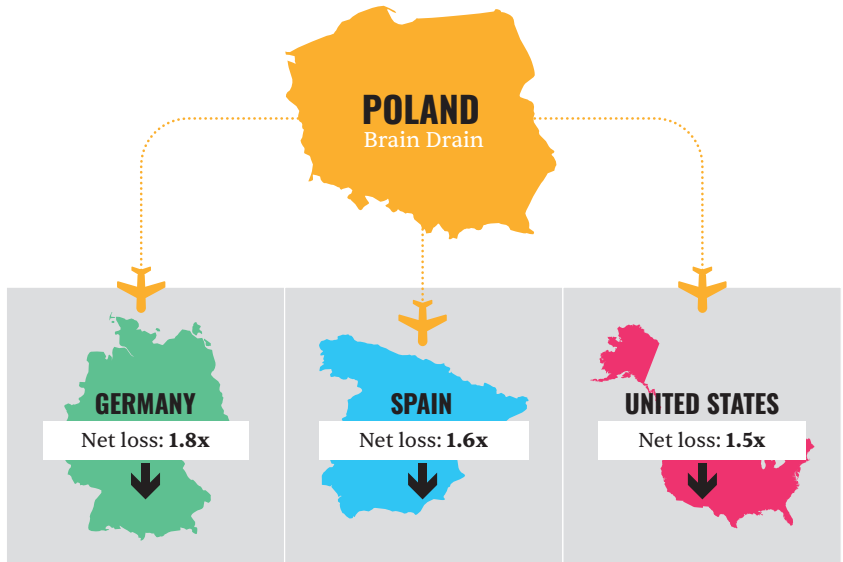 POLAND
Brain Drain
GERMANY
Net loss: 1.8x
SPAIN
Net loss: 1.6x
UNITED STATES
Net loss: 1.5x